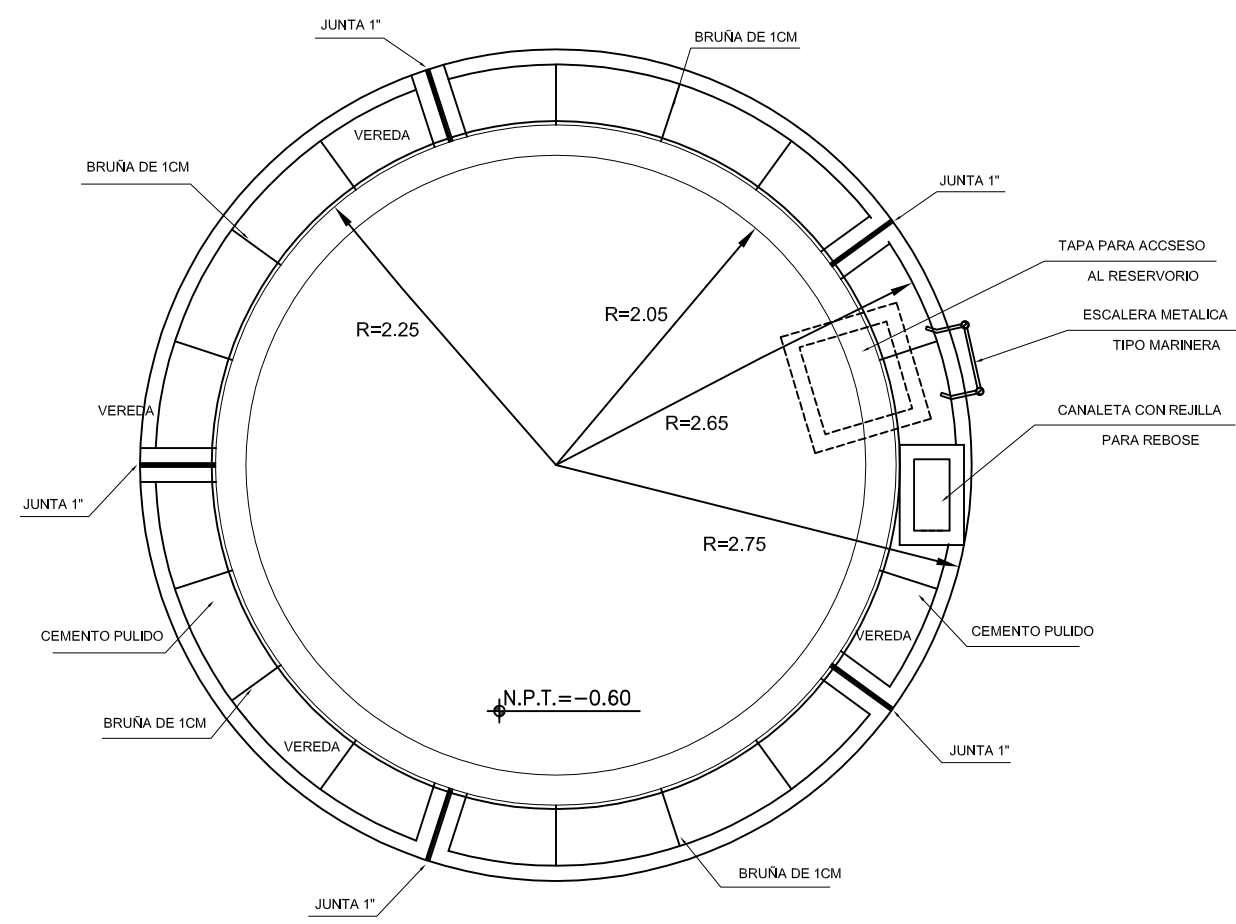 JUNTA 1"
BRUÑA DE 1CM
VEREDA
BRUÑA DE 1CM
JUNTA 1"
TAPA PARA ACCSESO
AL RESERVORIO
ESCALERA METALICA
TIPO MARINERA
R=2.25
R=2.05
R=2.65
VEREDA
CANALETA CON REJILLA
PARA REBOSE
JUNTA 1"
R=2.75
CEMENTO PULIDO
VEREDA
CEMENTO PULIDO
N.P.T.=-0.60
BRUÑA DE 1CM
VEREDA
JUNTA 1"
BRUÑA DE 1CM
JUNTA 1"